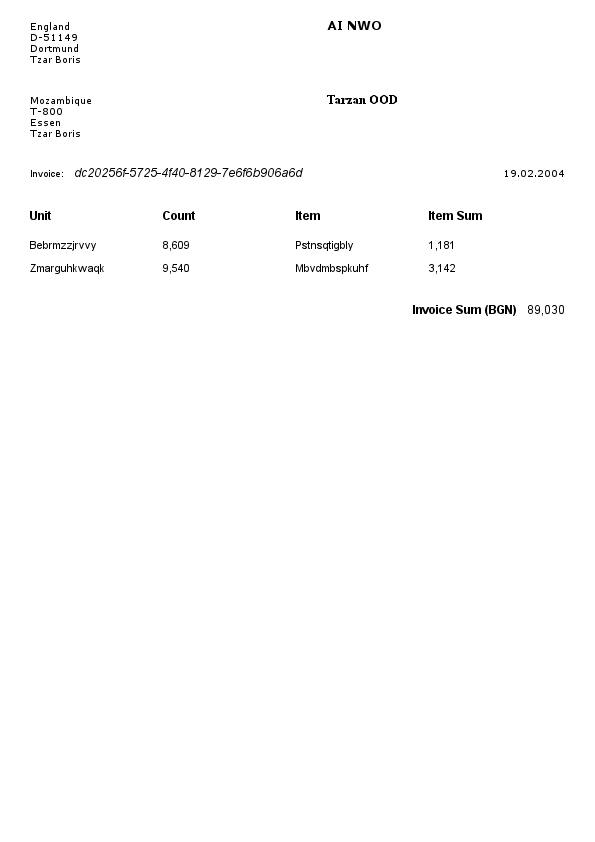 England
D-51149
Dortmund
Tzar Boris
AI NWO
Mozambique
T-800
Essen
Tzar Boris
Tarzan OOD
Invoice: dc20256f-5725-4f40-8129-7e6f6b906a6d 19.02.2004
Unit Count Item Item Sum
Bebrmzzjrvvy 8,609 Pstnsqtigbly 1,181
Zmarguhkwaqk 9,540 Mbvdmbspkuhf 3,142
Invoice Sum (BGN) 89,030